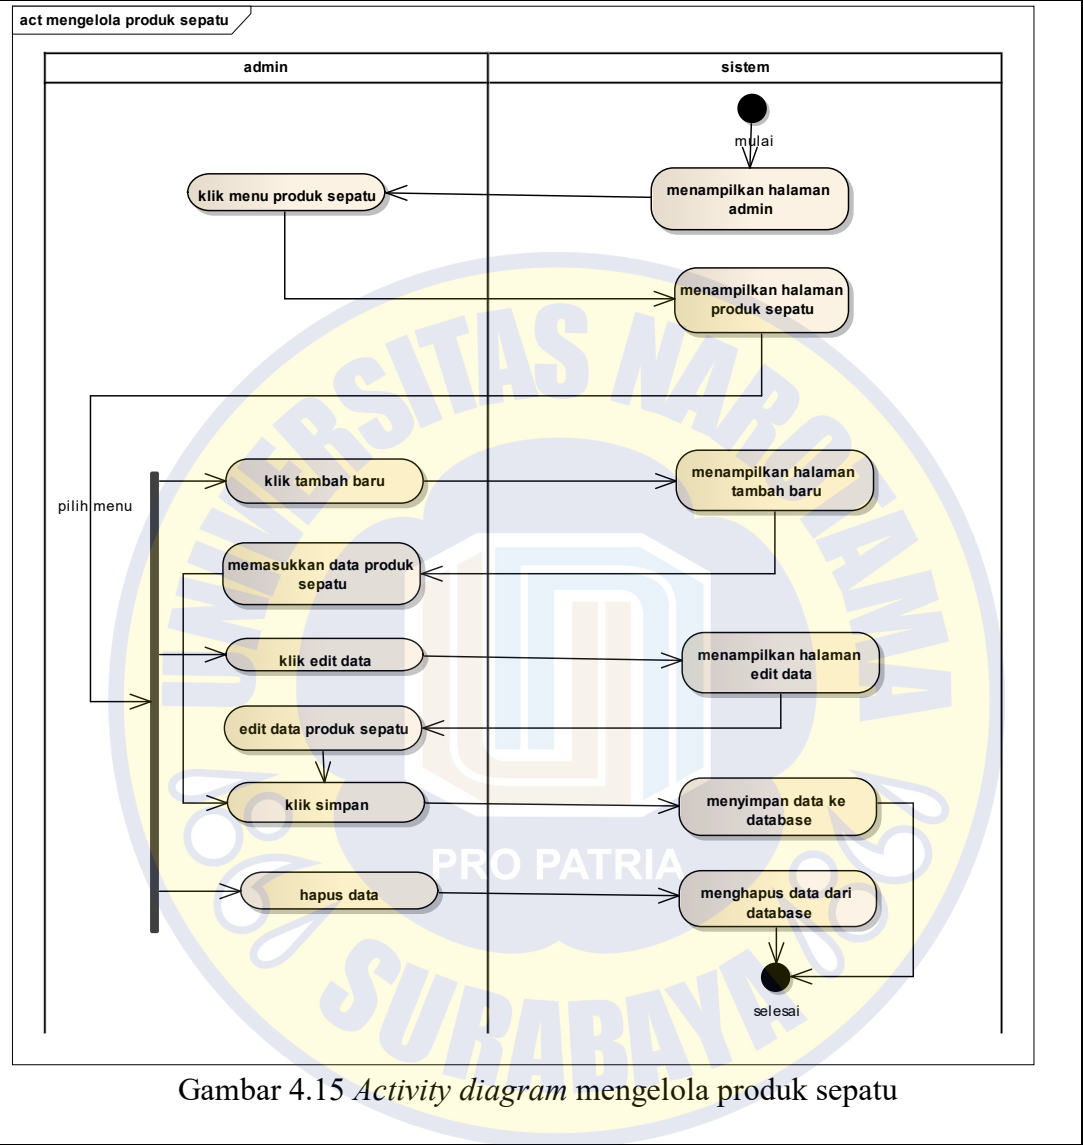 act mengelola produk sepatu
admin
sistem
mulai
menampilkan halaman
admin
klik menu produk sepatu
menampilkan halaman
produk sepatu
pilih menu
klik tambah baru
menampilkan halaman
tambah baru
memasukkan data produk
sepatu
klik edit data
menampilkan halaman
edit data
edit data produk sepatu
klik simpan
menyimpan data ke
database
hapus data
menghapus data dari
database
selesai
UNIVERSITAS NAROTAMA
PRO PATRIA
SURABAYA
Gambar 4.15 Activity diagram mengelola produk sepatu